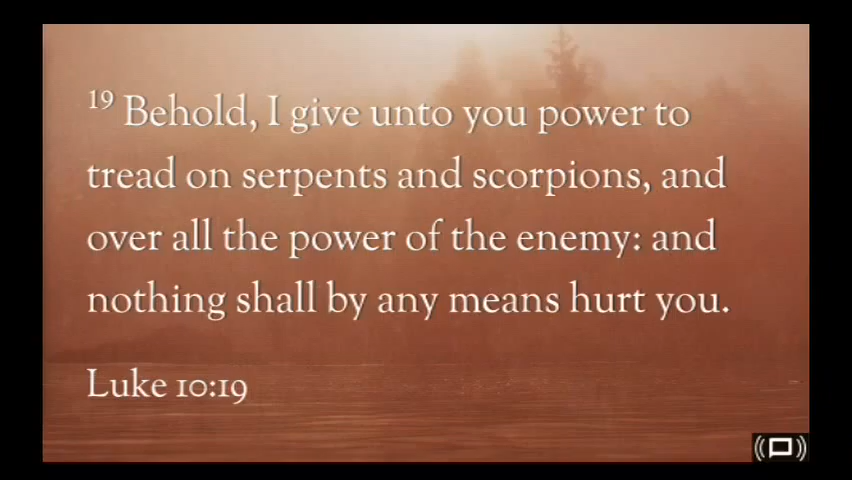 19 Behold, I give unto you power to
tread on serpents and scorpions, and
over all the power of the enemy: and
nothing shall by any means hurt you.
Luke 10:19